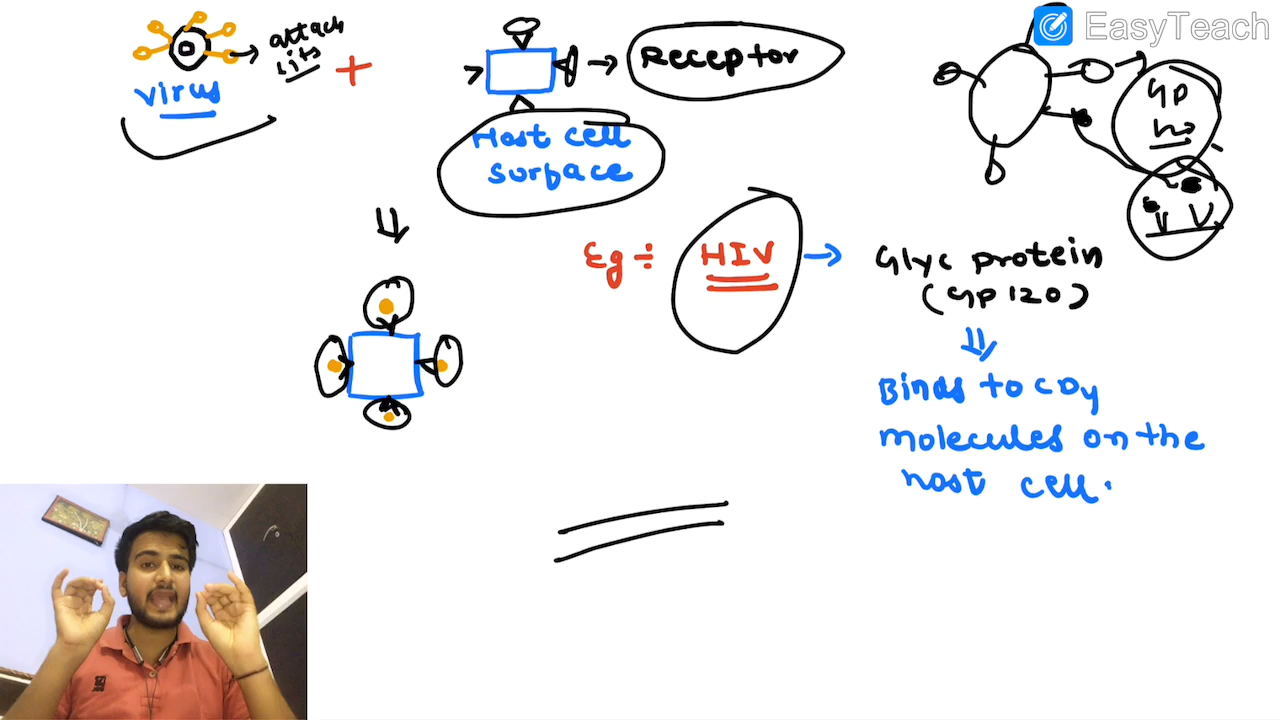 EasyTeach
attach
virus
+
Receptor
Host cell
surface
GP
120
Eg ÷ HIV → Glyc protein
(GP 120)
Binds to CD4
molecules on the
host cell.